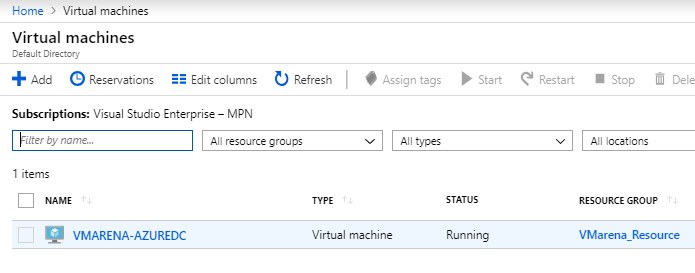 Home > Virtual machines
Virtual machines
Default Directory
Add Reservations Edit columns Refresh Assign tags Start Restart Stop Dele
Subscriptions: Visual Studio Enterprise – MPN
Filter by name... All resource groups All types All locations
1 items
NAME TYPE STATUS RESOURCE GROUP
VMARENA-AZUREDC Virtual machine Running VMarena_Resource